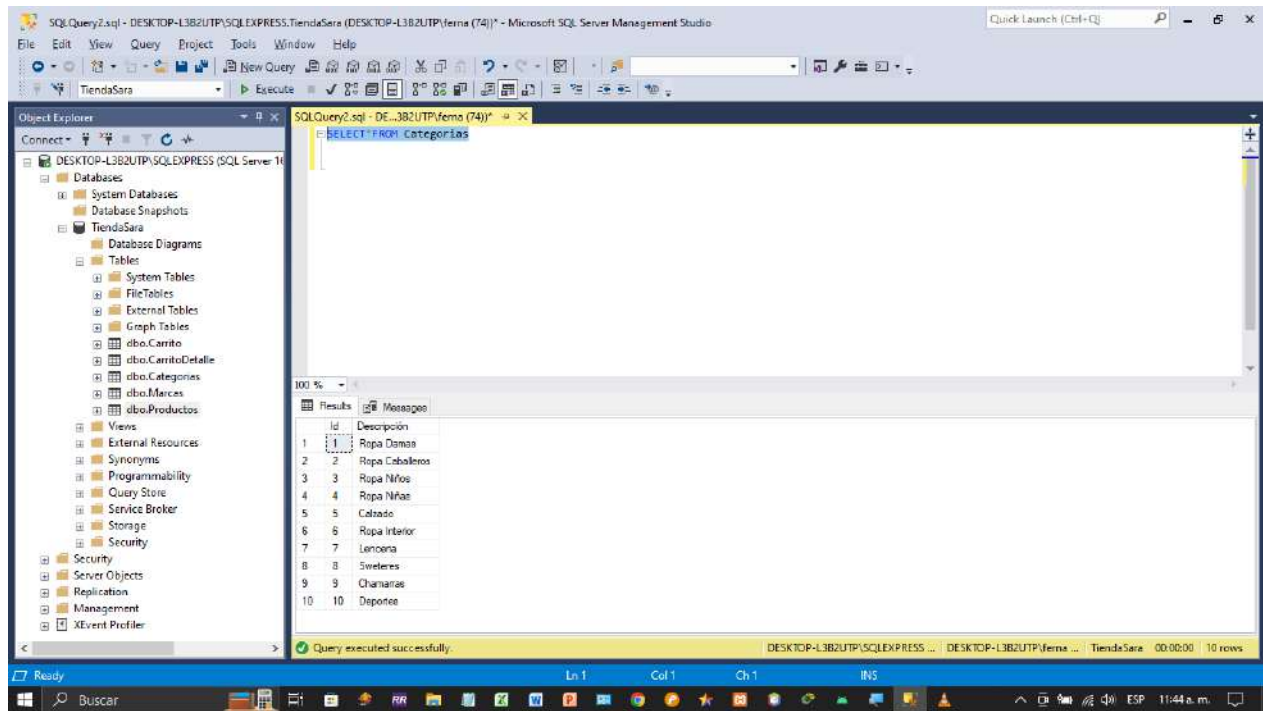 SQLQuery2.sql - DESKTOP-L3B2UTP\SQLEXPRESS.TiendaSara (DESKTOP-L3B2UTP\ferna (74))* - Microsoft SQL Server Management Studio
Quick Launch (Ctrl+Q)
File Edit View Query Project Tools Window Help
New Query
TiendaSara
Execute
Object Explorer
Connect
DESKTOP-L3B2UTP\SQLEXPRESS (SQL Server 16
Databases
System Databases
Database Snapshots
TiendaSara
Database Diagrams
Tables
System Tables
FileTables
External Tables
Graph Tables
dbo.Carrito
dbo.CarritoDetalle
dbo.Categorias
dbo.Marcas
dbo.Productos
Views
External Resources
Synonyms
Programmability
Query Store
Service Broker
Storage
Security
Security
Server Objects
Replication
Management
XEvent Profiler
SQLQuery2.sql - DE...3B2UTP\ferna (74))*
SELECT*FROM Categorias
100 %
Results Messages
Id Descripción
1 1 Ropa Damas
2 2 Ropa Caballeros
3 3 Ropa Niños
4 4 Ropa Niñas
5 5 Calzado
6 6 Ropa Interior
7 7 Lenceria
8 8 Sweteres
9 9 Chamarras
10 10 Deportes
Query executed successfully.
DESKTOP-L3B2UTP\SQLEXPRESS ... DESKTOP-L3B2UTP\ferna ... TiendaSara 00:00:00 10 rows
Ready Ln 1 Col 1 Ch 1 INS
Buscar
ESP 11:44 a. m.